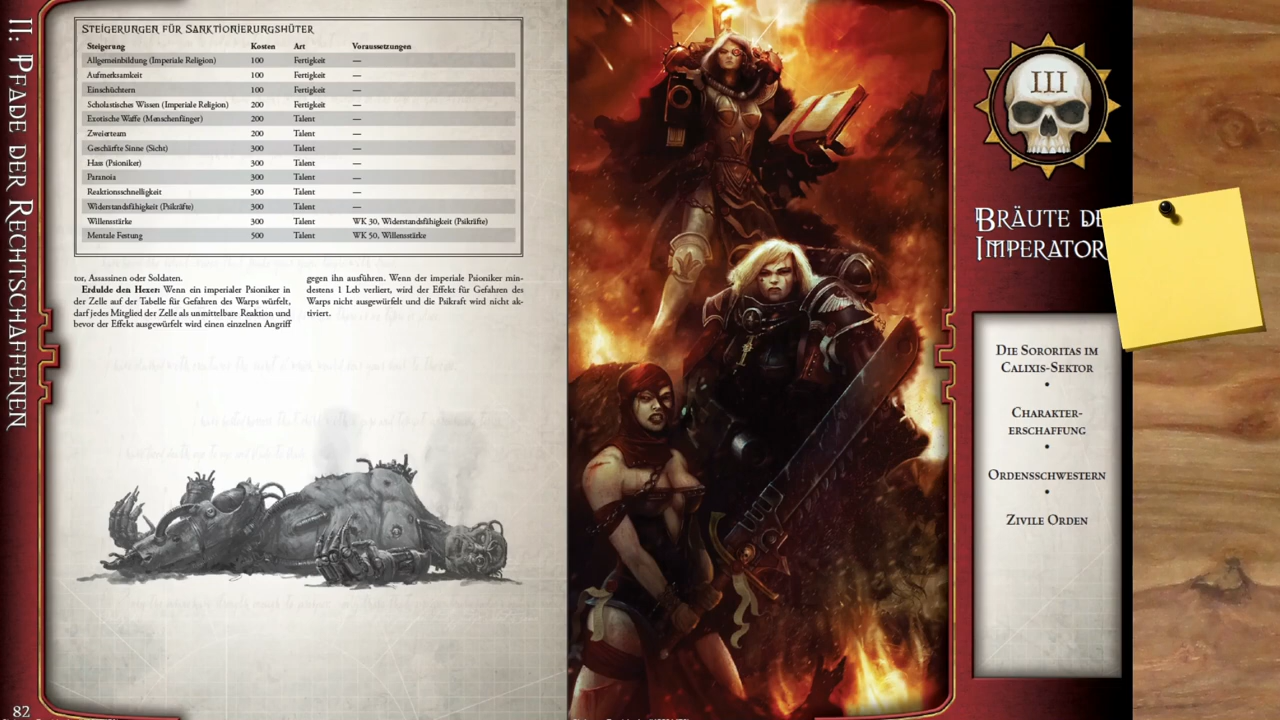 II: Pfade der Rechtschaffenen
Steigerungen für Sanktionierungshüter
Steigerung Kosten Art Voraussetzungen
Allgemeinbildung (Imperiale Religion) 100 Fertigkeit —
Aufmerksamkeit 100 Fertigkeit —
Einschüchtern 100 Fertigkeit —
Scholastisches Wissen (Imperiale Religion) 200 Fertigkeit —
Exotische Waffe (Menschenfänger) 200 Talent —
Zweierteam 200 Talent —
Geschärfte Sinne (Sicht) 300 Talent —
Hass (Psioniker) 300 Talent —
Paranoia 300 Talent —
Reaktionsschnelligkeit 300 Talent —
Widerstandsfähigkeit (Psikräfte) 300 Talent —
Willensstärke 300 Talent WK 30, Widerstandsfähigkeit (Psikräfte)
Mentale Festung 500 Talent WK 50, Willensstärke
tor, Assassinen oder Soldaten.
Erdulde den Hexer: Wenn ein imperialer Psioniker in
der Zelle auf der Tabelle für Gefahren des Warps würfelt,
darf jedes Mitglied der Zelle als unmittelbare Reaktion und
bevor der Effekt ausgewürfelt wird einen einzelnen Angriff
gegen ihn ausführen. Wenn der imperiale Psioniker min-
destens 1 Leb verliert, wird der Effekt für Gefahren des
Warps nicht ausgewürfelt und die Psikraft wird nicht ak-
tiviert.
82
III
Bräute de
Imperator
Die Sororitas im
Calixis-Sektor
•
Charakter-
erschaffung
•
Ordensschwestern
•
Zivile Orden